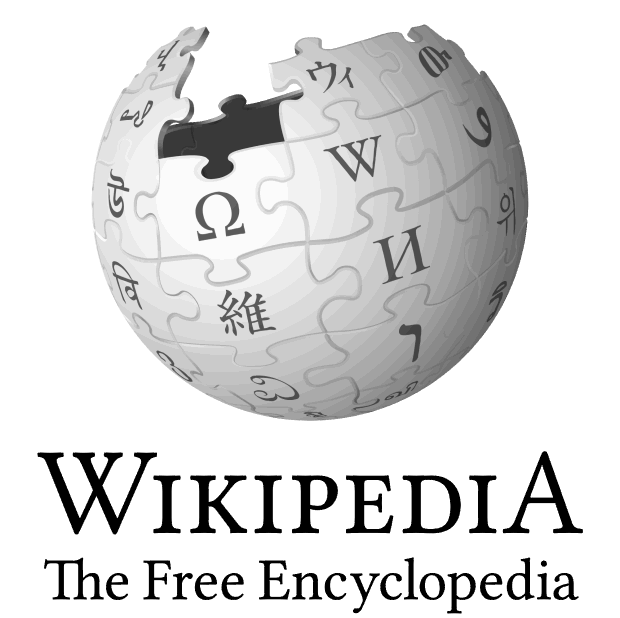 ウィ
W
Ω
И
위
維
ר
WIKIPEDIA
The Free Encyclopedia